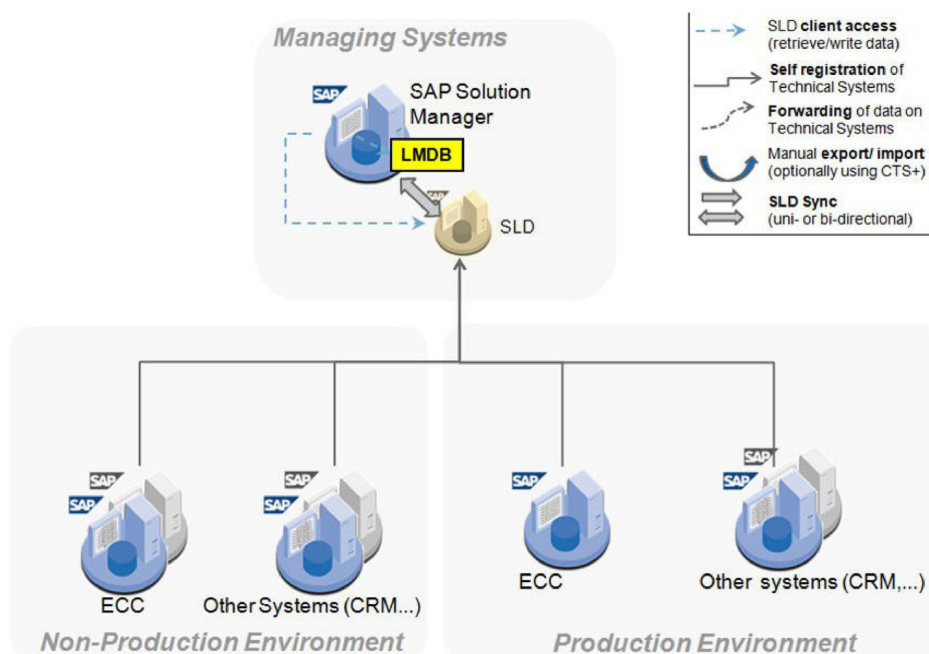 Managing Systems
SAP
SAP Solution
Manager
LMDB
SAP
SLD
SLD client access
(retrieve/write data)
Self registration of
Technical Systems
Forwarding of data on
Technical Systems
Manual export/ import
(optionally using CTS+)
SLD Sync
(uni- or bi-directional)
SAP
SAP
ECC
SAP
SAP
Other Systems (CRM...)
Non-Production Environment
SAP
ECC
SAP
SAP
Other systems (CRM,...)
Production Environment